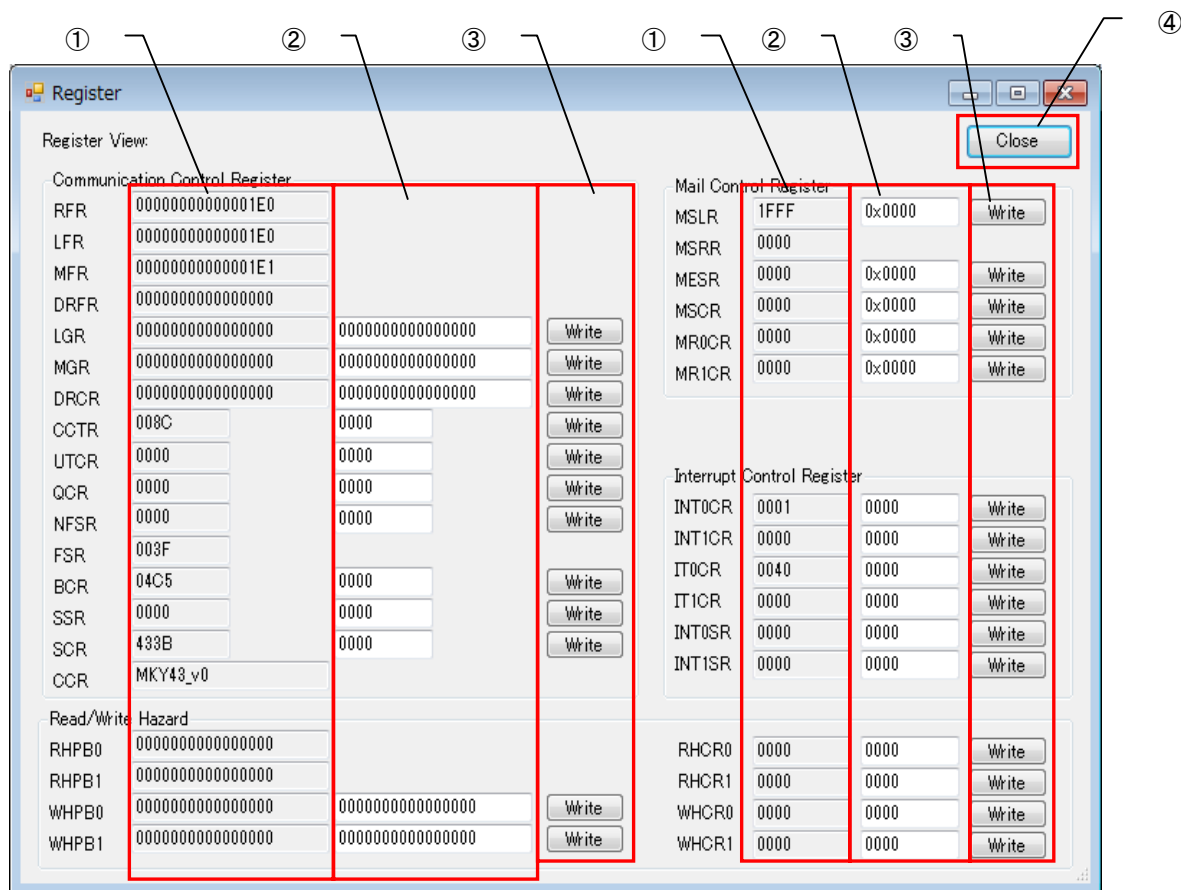 ① ② ③ ① ② ③ ④
Register
Register View:
Close
Communication Control Register
RFR 00000000000001E0
LFR 00000000000001E0
MFR 00000000000001E1
DRFR 0000000000000000
LGR 0000000000000000 0000000000000000 Write
MGR 0000000000000000 0000000000000000 Write
DRCR 0000000000000000 0000000000000000 Write
CCTR 008C 0000 Write
UTCR 0000 0000 Write
QCR 0000 0000 Write
NFSR 0000 0000 Write
FSR 003F
BCR 04C5 0000 Write
SSR 0000 0000 Write
SCR 433B 0000 Write
CCR MKY43_v0
Mail Control Register
MSLR 1FFF 0x0000 Write
MSRR 0000
MESR 0000 0x0000 Write
MSCR 0000 0x0000 Write
MR0CR 0000 0x0000 Write
MR1CR 0000 0x0000 Write
Interrupt Control Register
INT0CR 0001 0000 Write
INT1CR 0000 0000 Write
IT0CR 0040 0000 Write
IT1CR 0000 0000 Write
INT0SR 0000 0000 Write
INT1SR 0000 0000 Write
Read/Write Hazard
RHPB0 0000000000000000
RHPB1 0000000000000000
WHPB0 0000000000000000 0000000000000000 Write
WHPB1 0000000000000000 0000000000000000 Write
RHCR0 0000 0000 Write
RHCR1 0000 0000 Write
WHCR0 0000 0000 Write
WHCR1 0000 0000 Write